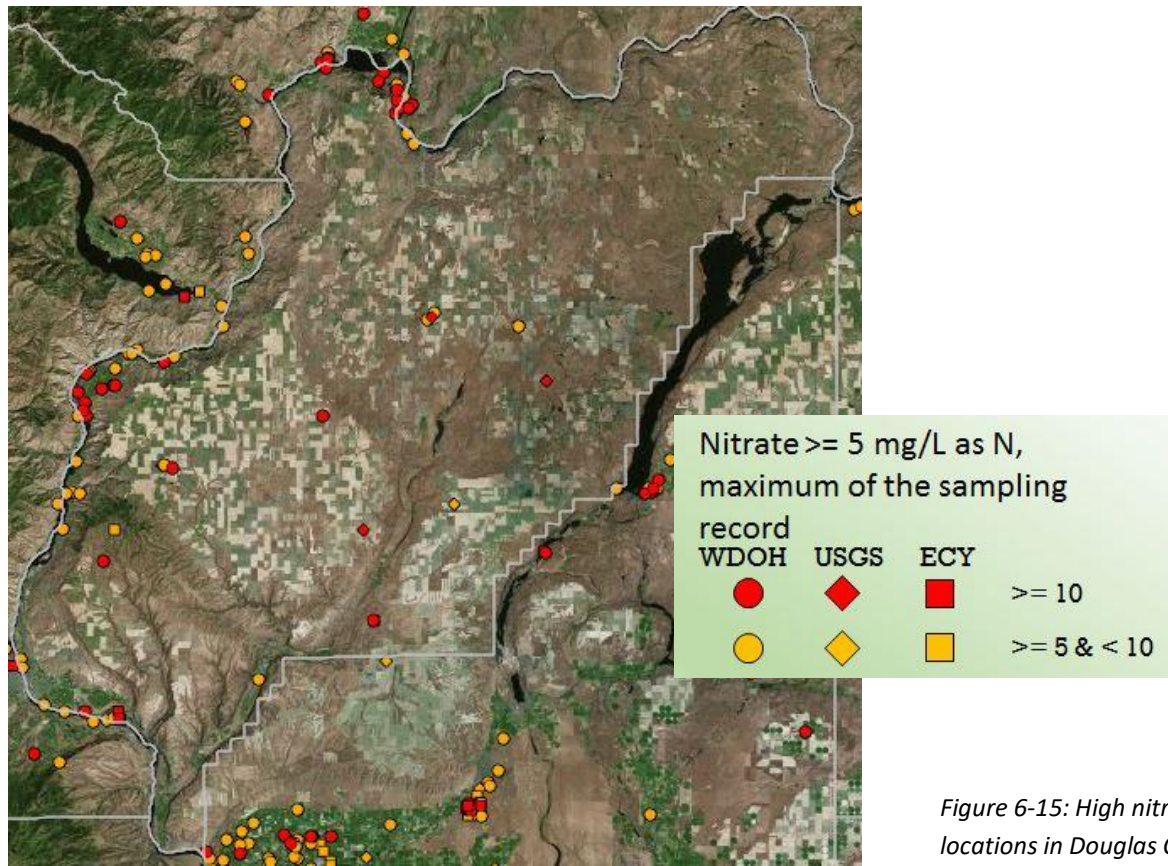 Nitrate >= 5 mg/L as N,
maximum of the sampling
record
WDOH USGS ECY
>= 10
>= 5 & < 10
Figure 6-15: High nitr
locations in Douglas